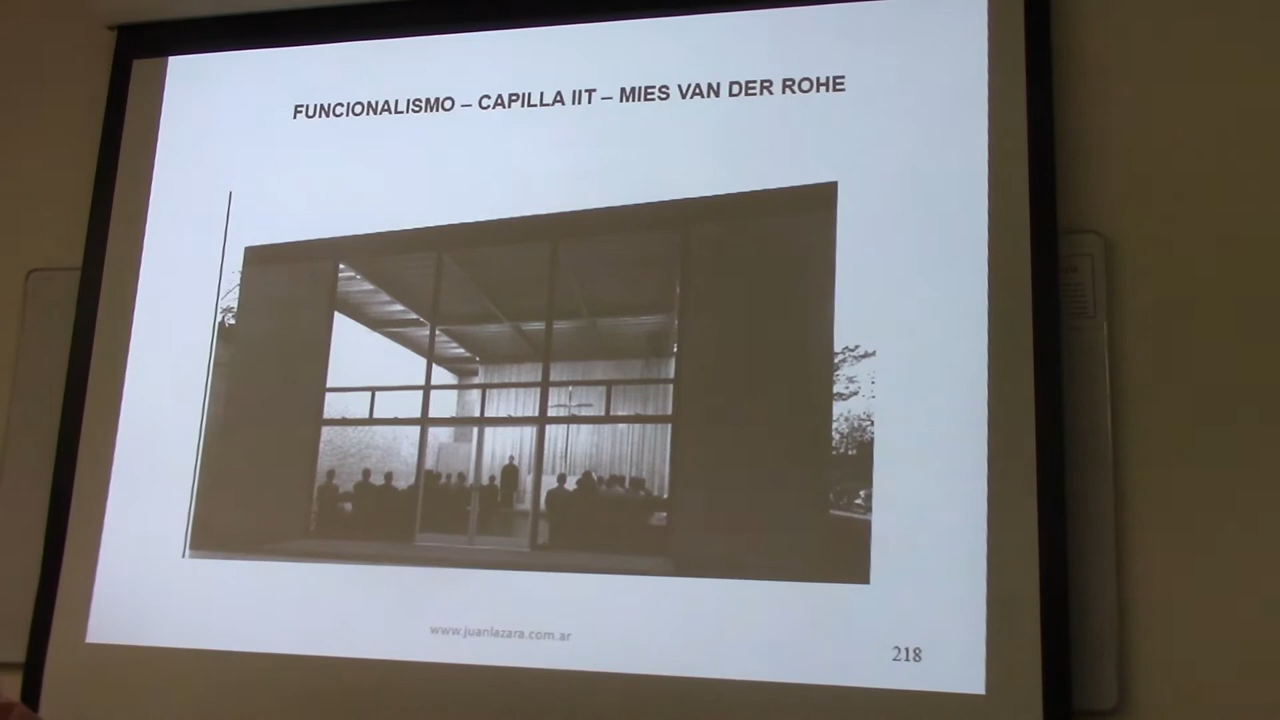 FUNCIONALISMO – CAPILLA IIT – MIES VAN DER ROHE
www.juanlazara.com.ar
218